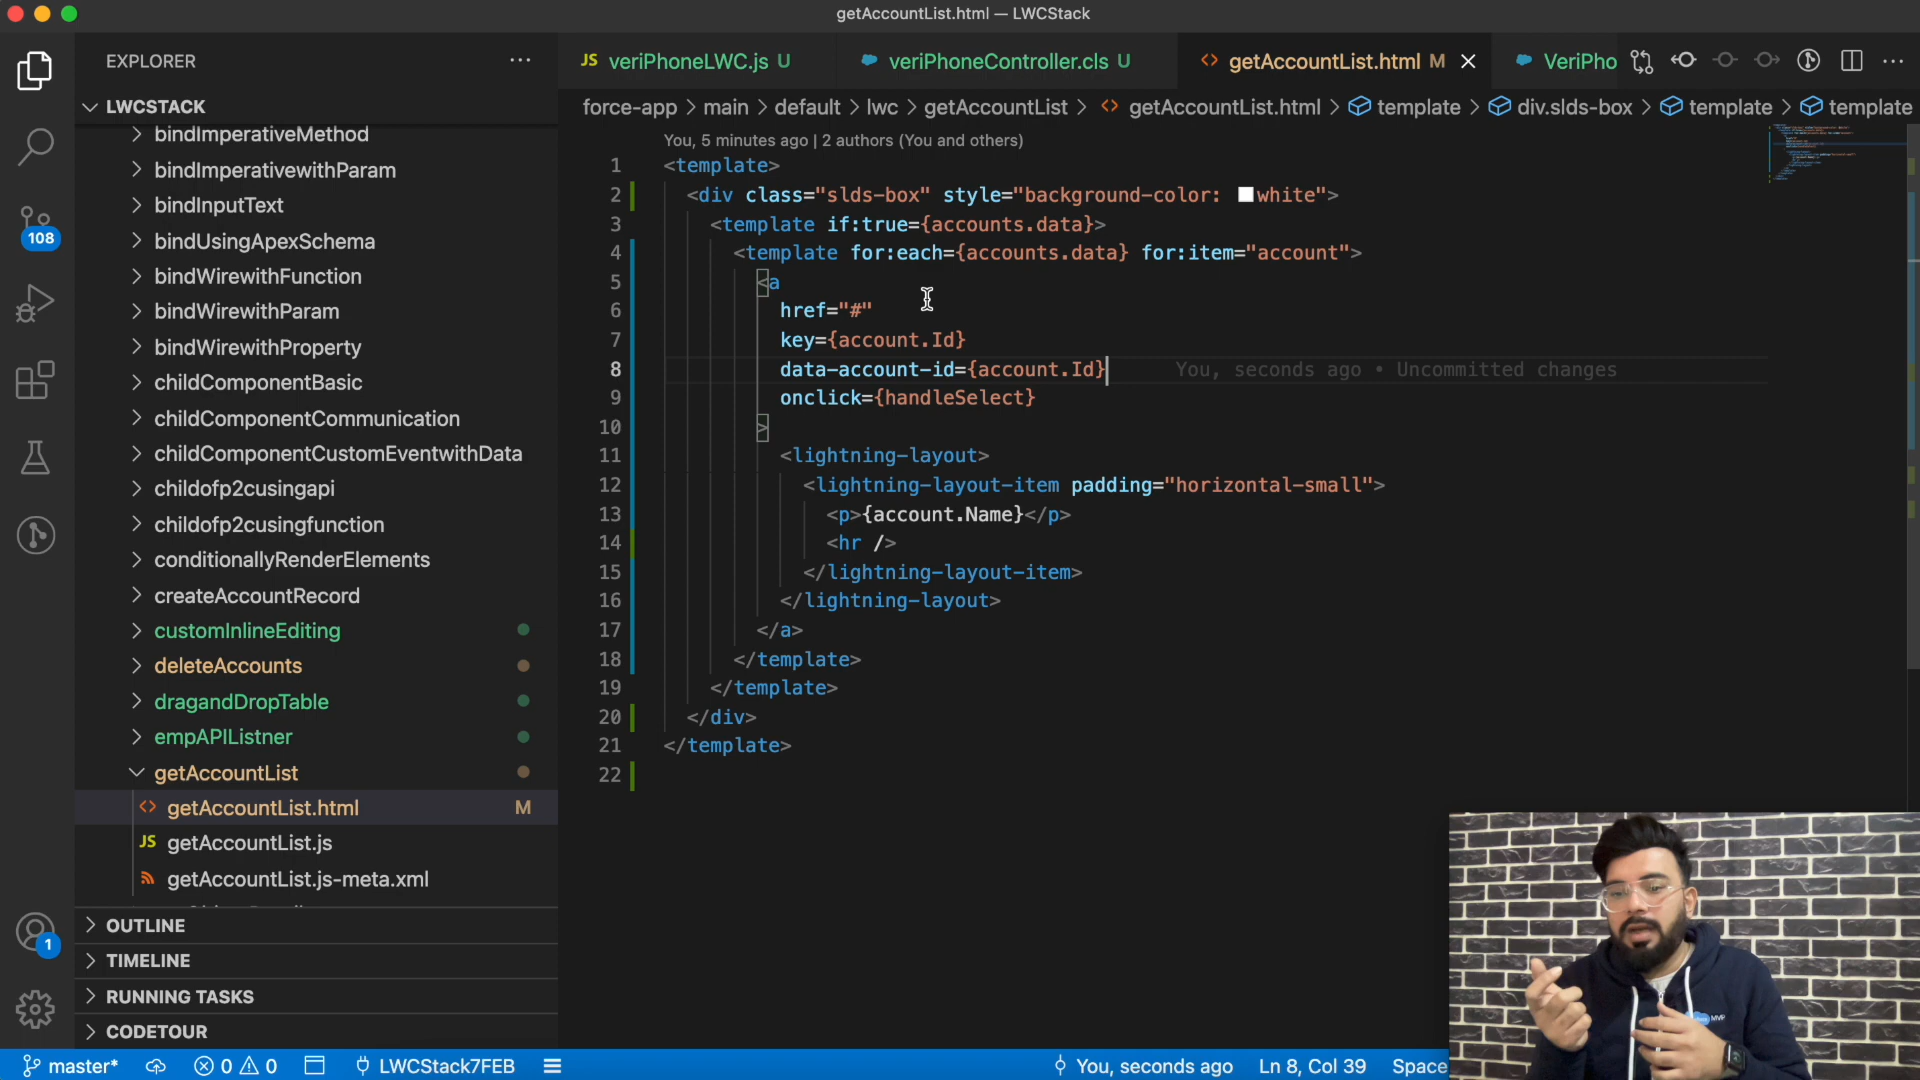 getAccountList.html — LWCStack
EXPLORER
JS veriPhoneLWC.js U
veriPhoneController.cls U
<> getAccountList.html M
VeriPho
LWCSTACK
force-app > main > default > lwc > getAccountList > <> getAccountList.html > template > div.slds-box > template > template
bindImperativeMethod
bindImperativewithParam
bindInputText
bindUsingApexSchema
bindWirewithFunction
bindWirewithParam
bindWirewithProperty
childComponentBasic
childComponentCommunication
childComponentCustomEventwithData
childofp2cusingapi
childofp2cusingfunction
conditionallyRenderElements
createAccountRecord
customInlineEditing
deleteAccounts
dragandDropTable
empAPIListner
getAccountList
<> getAccountList.html M
JS getAccountList.js
getAccountList.js-meta.xml
OUTLINE
TIMELINE
RUNNING TASKS
CODETOUR
108
1
You, 5 minutes ago | 2 authors (You and others)
1 <template>
2 <div class="slds-box" style="background-color: white">
3 <template if:true={accounts.data}>
4 <template for:each={accounts.data} for:item="account">
5 <a
6 href="#"
7 key={account.Id}
8 data-account-id={account.Id} You, seconds ago • Uncommitted changes
9 onclick={handleSelect}
10 >
11 <lightning-layout>
12 <lightning-layout-item padding="horizontal-small">
13 <p>{account.Name}</p>
14 <hr />
15 </lightning-layout-item>
16 </lightning-layout>
17 </a>
18 </template>
19 </template>
20 </div>
21 </template>
22
MVP
master* 0 0 LWCStack7FEB You, seconds ago Ln 8, Col 39 Space